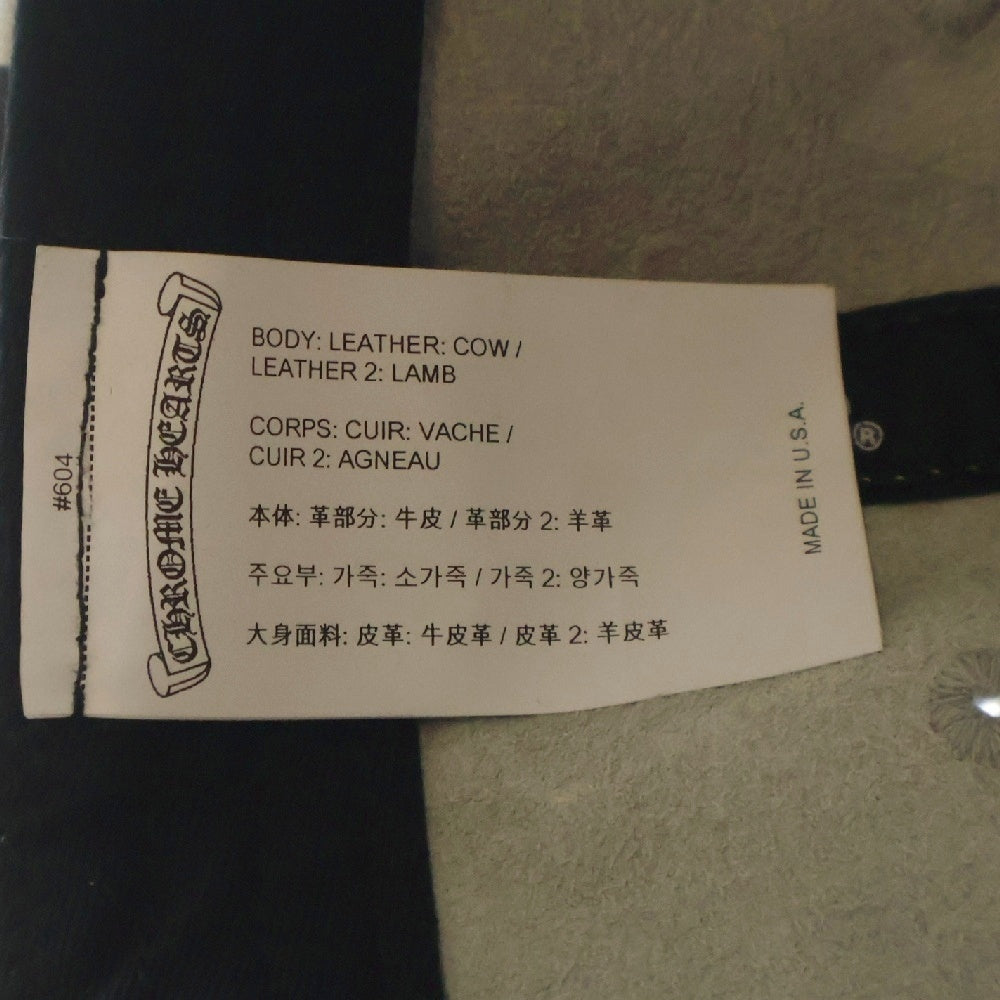 #604
CHROME HEARTS
BODY: LEATHER: COW /
LEATHER 2: LAMB
CORPS: CUIR: VACHE /
CUIR 2: AGNEAU
本体: 革部分: 牛皮 / 革部分 2: 羊革
주요부: 가죽: 소가죽 / 가죽 2: 양가죽
大身面料: 皮革: 牛皮革 / 皮革 2: 羊皮革
MADE IN U.S.A.
®